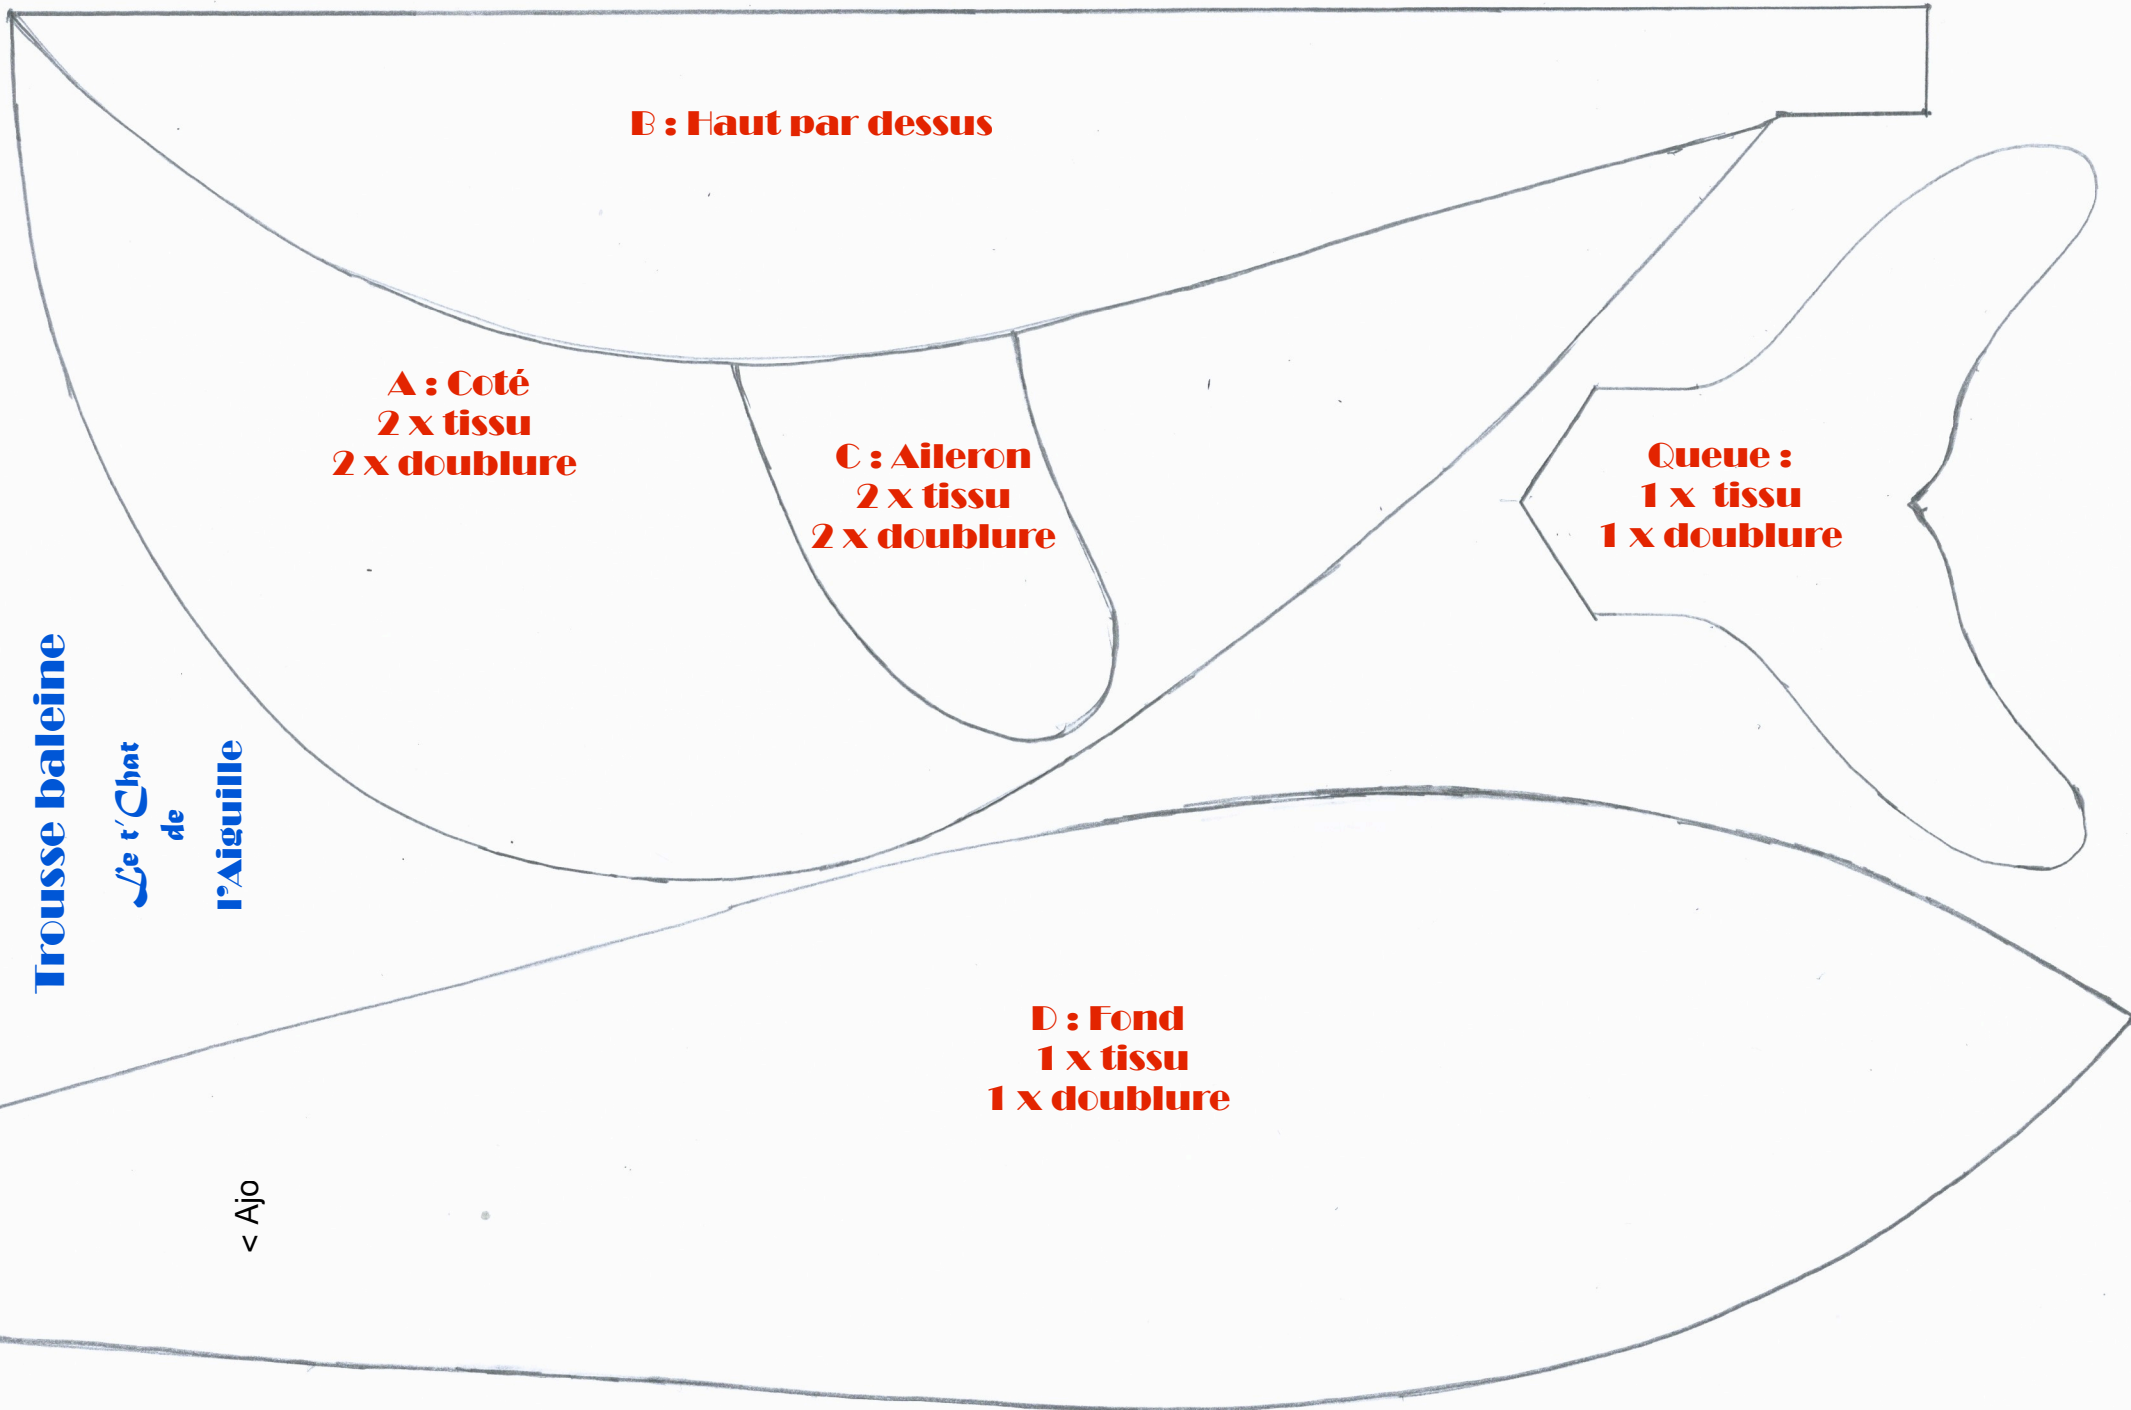 B : Haut par dessus
A : Coté
2 x tissu
2 x doublure
C : Aileron
2 x tissu
2 x doublure
Queue :
1 x tissu
1 x doublure
Trousse baleine
Le t'Chat
de
l'Aiguille
D : Fond
1 x tissu
1 x doublure
< Ajo